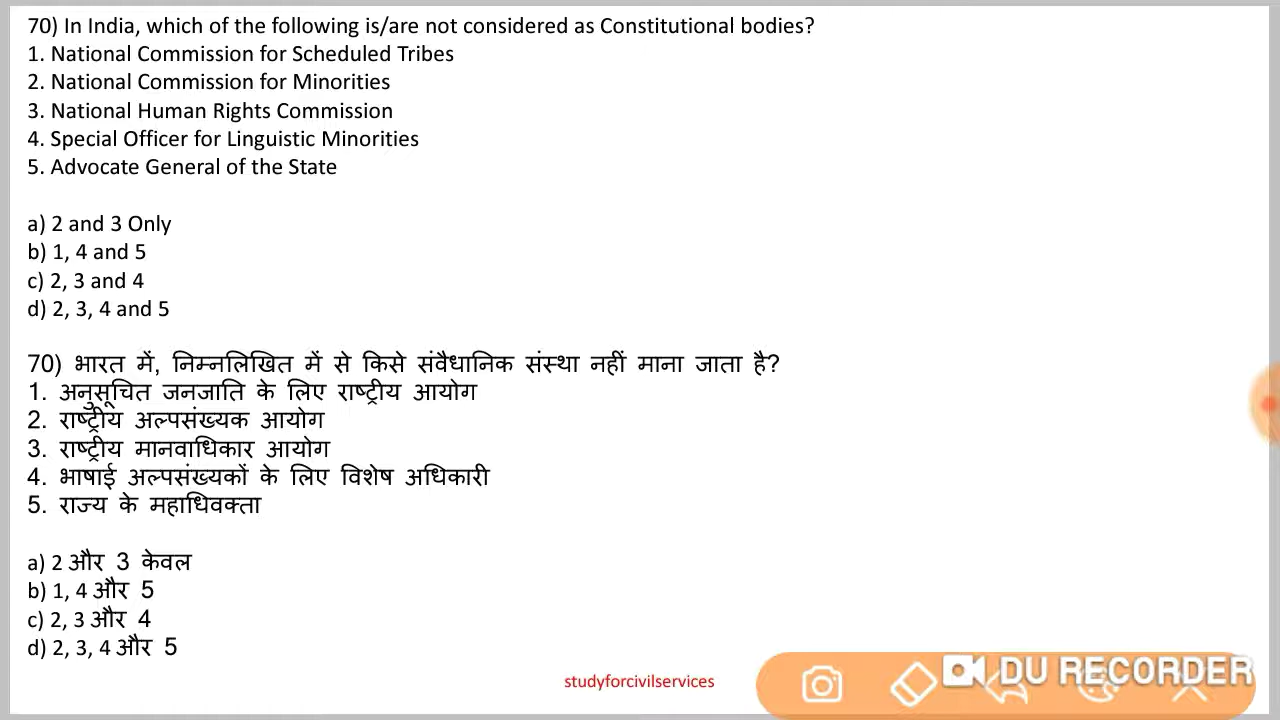 70) In India, which of the following is/are not considered as Constitutional bodies?
1. National Commission for Scheduled Tribes
2. National Commission for Minorities
3. National Human Rights Commission
4. Special Officer for Linguistic Minorities
5. Advocate General of the State
a) 2 and 3 Only
b) 1, 4 and 5
c) 2, 3 and 4
d) 2, 3, 4 and 5
70) भारत में, निम्नलिखित में से किसे संवैधानिक संस्था नहीं माना जाता है?
1. अनुसूचित जनजाति के लिए राष्ट्रीय आयोग
2. राष्ट्रीय अल्पसंख्यक आयोग
3. राष्ट्रीय मानवाधिकार आयोग
4. भाषाई अल्पसंख्यकों के लिए विशेष अधिकारी
5. राज्य के महाधिवक्ता
a) 2 और 3 केवल
b) 1, 4 और 5
c) 2, 3 और 4
d) 2, 3, 4 और 5
studyforcivilservices
DU RECORDER